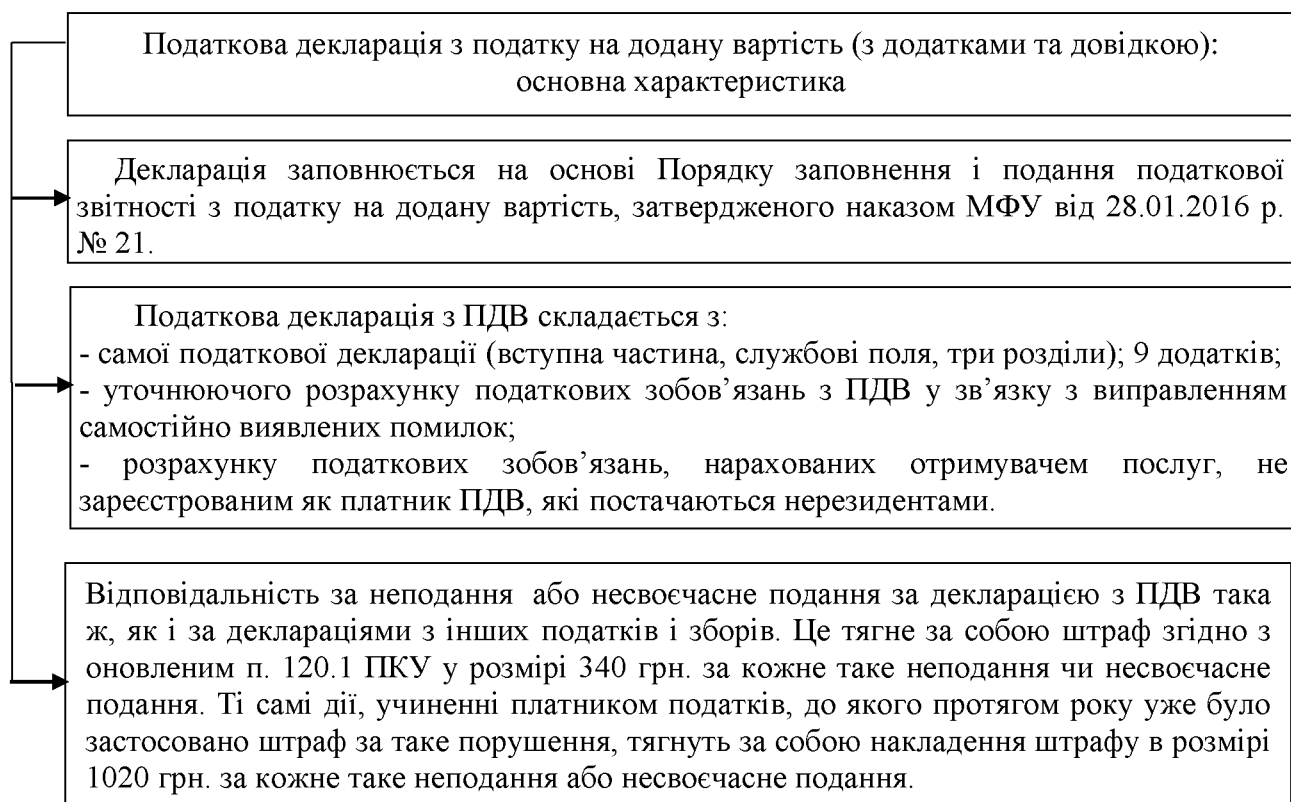 Податкова декларація з податку на додану вартість (з додатками та довідкою):
основна характеристика
Декларація заповнюється на основі Порядку заповнення і подання податкової
звітності з податку на додану вартість, затвердженого наказом МФУ від 28.01.2016 р.
№ 21.
Податкова декларація з ПДВ складається з:
- самої податкової декларації (вступна частина, службові поля, три розділи); 9 додатків;
- уточнюючого розрахунку податкових зобов’язань з ПДВ у зв’язку з виправленням
самостійно виявлених помилок;
- розрахунку податкових зобов’язань, нарахованих отримувачем послуг, не
зареєстрованим як платник ПДВ, які постачаються нерезидентами.
Відповідальність за неподання або несвоєчасне подання за декларацією з ПДВ така
ж, як і за деклараціями з інших податків і зборів. Це тягне за собою штраф згідно з
оновленим п. 120.1 ПКУ у розмірі 340 грн. за кожне таке неподання чи несвоєчасне
подання. Ті самі дії, учиненні платником податків, до якого протягом року уже було
застосовано штраф за таке порушення, тягнуть за собою накладення штрафу в розмірі
1020 грн. за кожне таке неподання або несвоєчасне подання.